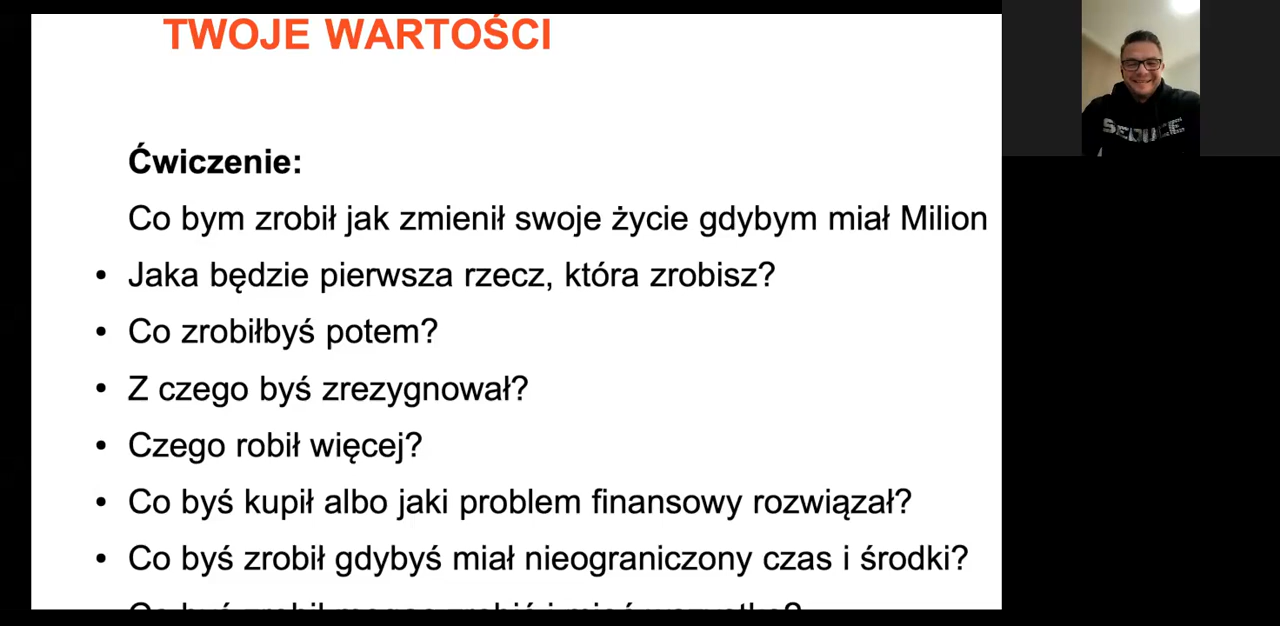 TWOJE WARTOŚCI
Ćwiczenie:
Co bym zrobił jak zmienił swoje życie gdybym miał Milion
• Jaka będzie pierwsza rzecz, która zrobisz?
• Co zrobiłbyś potem?
• Z czego byś zrezygnował?
• Czego robił więcej?
• Co byś kupił albo jaki problem finansowy rozwiązał?
• Co byś zrobił gdybyś miał nieograniczony czas i środki?
SEDUCE